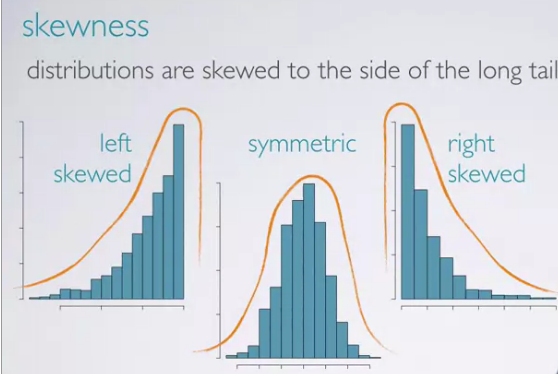 skewness
distributions are skewed to the side of the long tail
left
skewed
symmetric
right
skewed